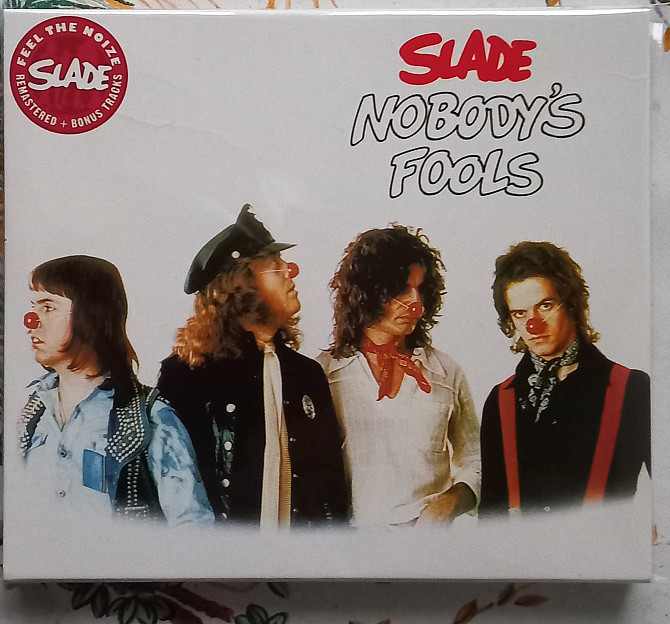 FEEL THE NOIZE
SLADE
REMASTERED + BONUS TRACKS
SLADE
NOBODY'S
FOOLS